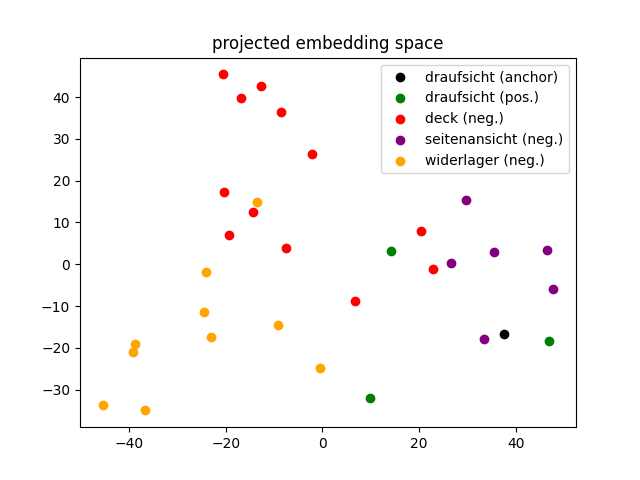 projected embedding space
draufsicht (anchor)
draufsicht (pos.)
deck (neg.)
seitenansicht (neg.)
widerlager (neg.)
40
30
20
10
0
−10
−20
−30
−40 −20 0 20 40